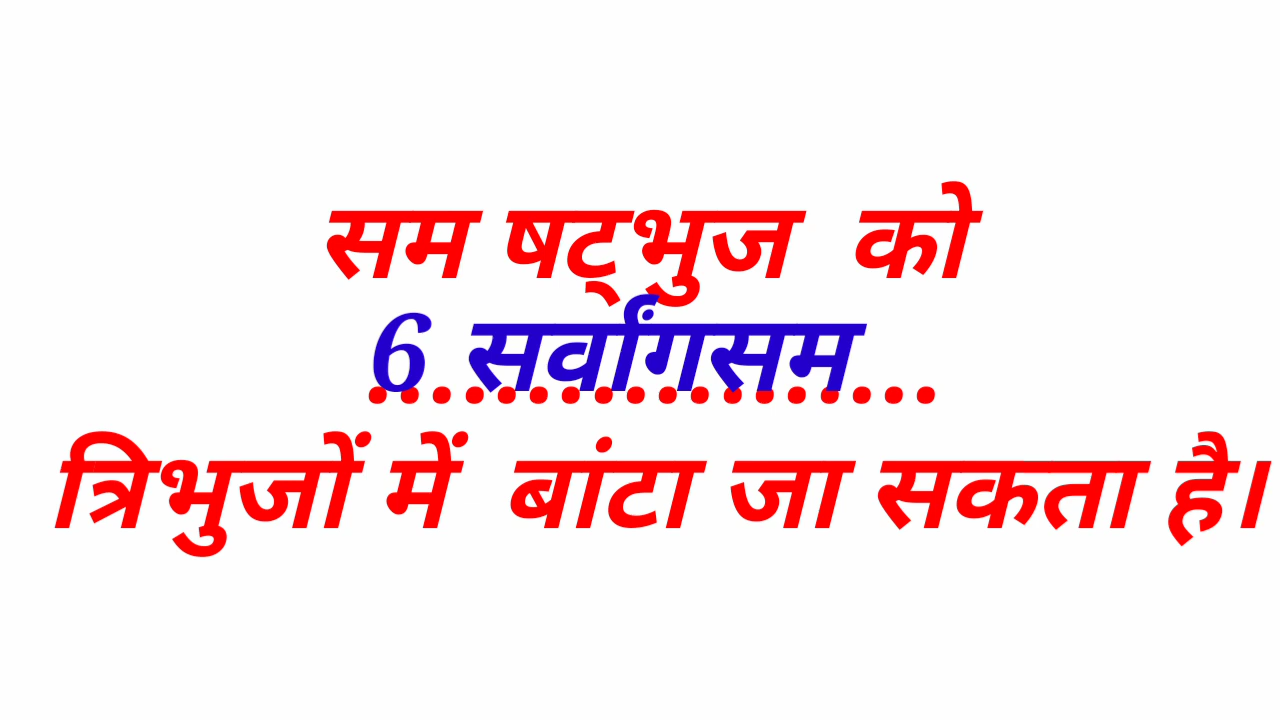 सम षट्भुज को
6 सर्वांगसम
..................
त्रिभुजों में बांटा जा सकता है।